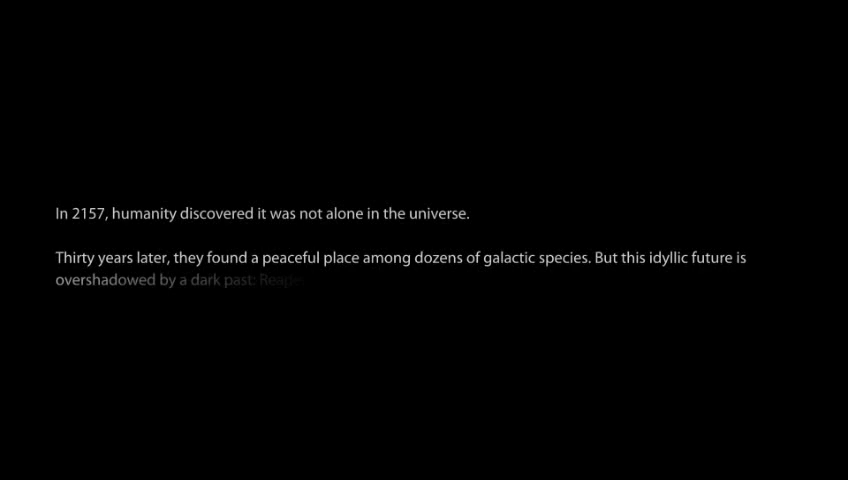 In 2157, humanity discovered it was not alone in the universe.
Thirty years later, they found a peaceful place among dozens of galactic species. But this idyllic future is
overshadowed by a dark past: Reape